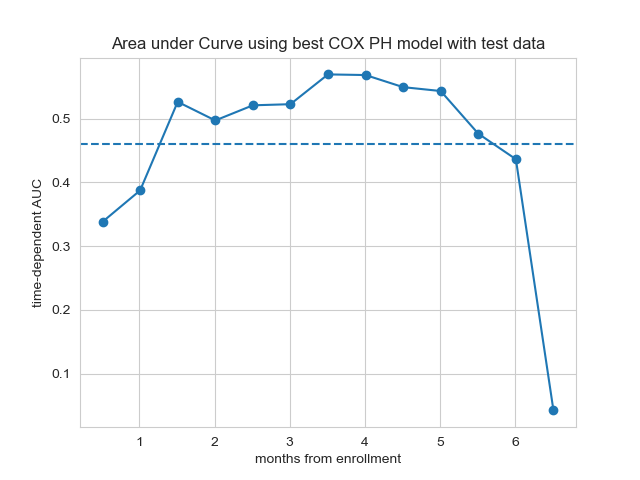 Area under Curve using best COX PH model with test data
time-dependent AUC
0.5
0.4
0.3
0.2
0.1
1 2 3 4 5 6
months from enrollment